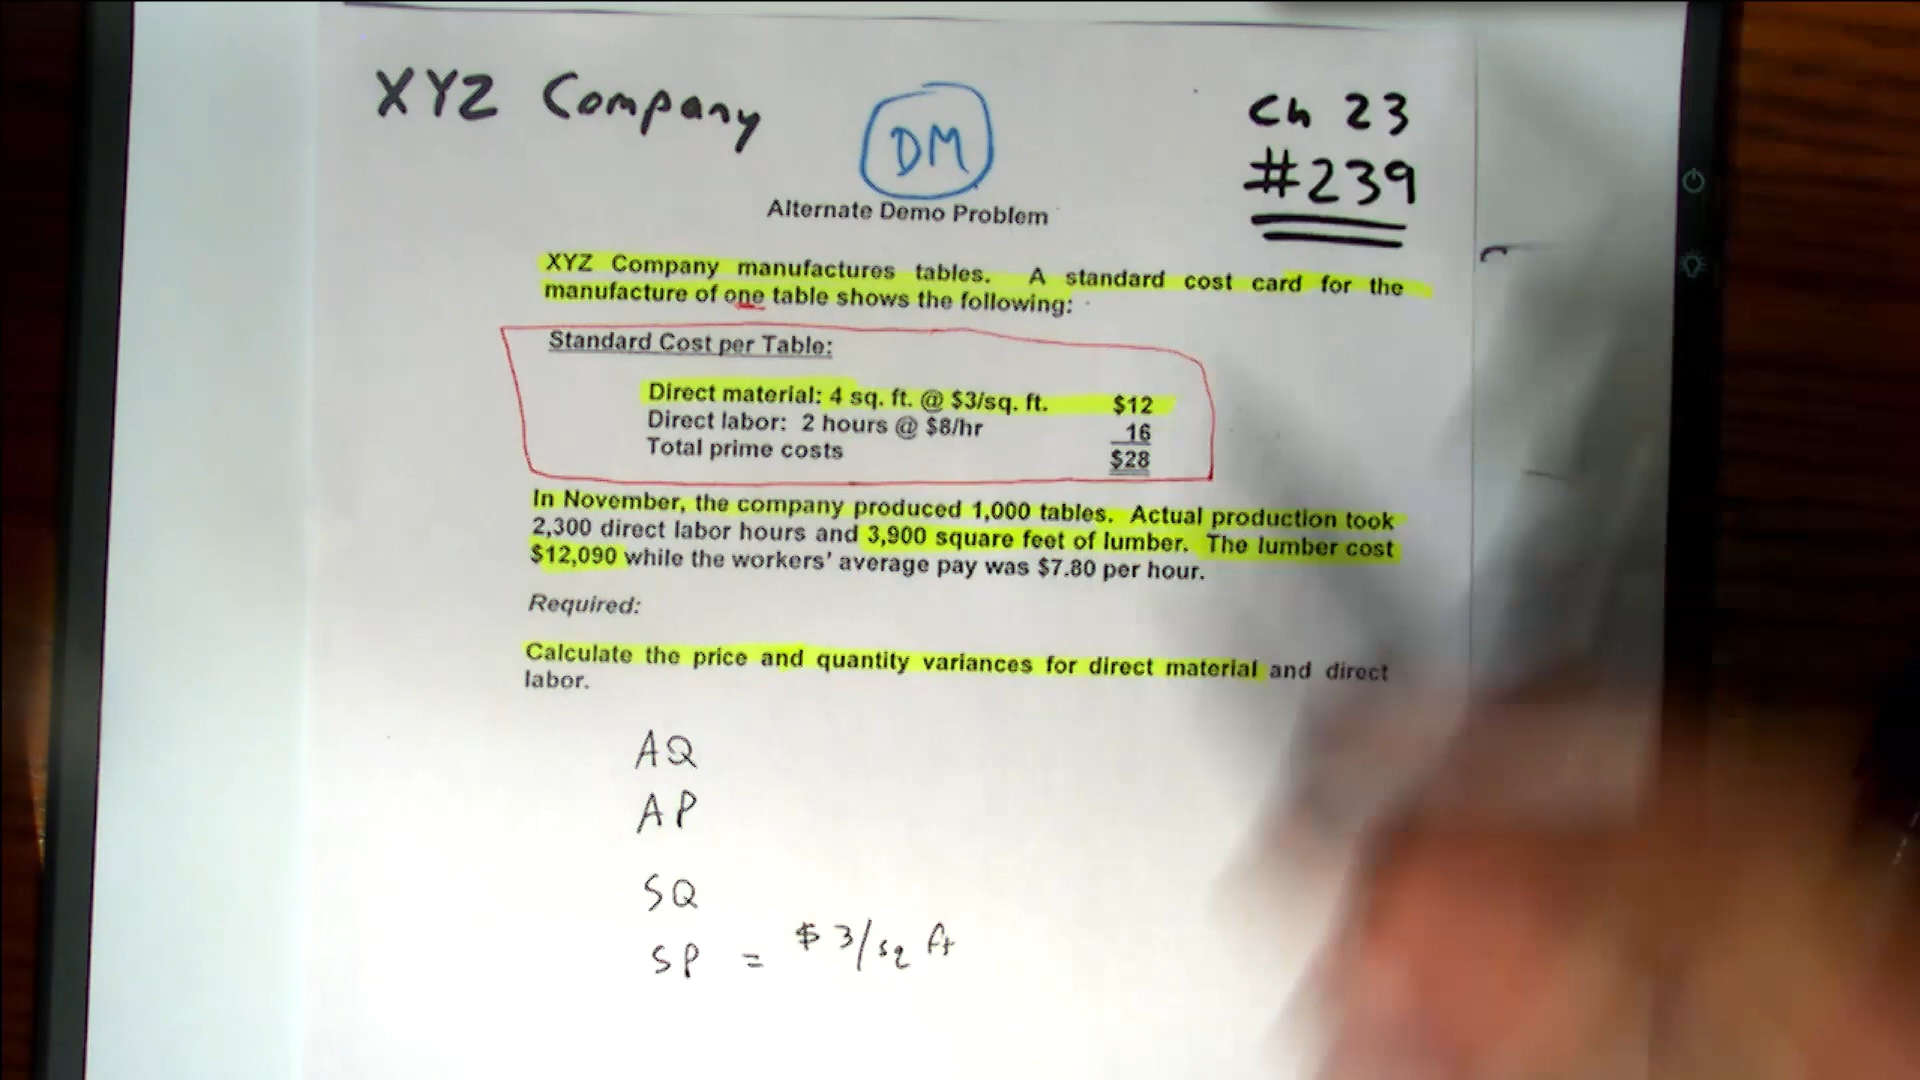 XYZ Company
DM
Ch 23
#239
Alternate Demo Problem
XYZ Company manufactures tables. A standard cost card for the
manufacture of one table shows the following:
Standard Cost per Table:
Direct material: 4 sq. ft. @ $3/sq. ft. $12
Direct labor: 2 hours @ $8/hr 16
Total prime costs $28
In November, the company produced 1,000 tables. Actual production took
2,300 direct labor hours and 3,900 square feet of lumber. The lumber cost
$12,090 while the workers' average pay was $7.80 per hour.
Required:
Calculate the price and quantity variances for direct material and direct
labor.
AQ
AP
SQ
SP = $3/sq ft